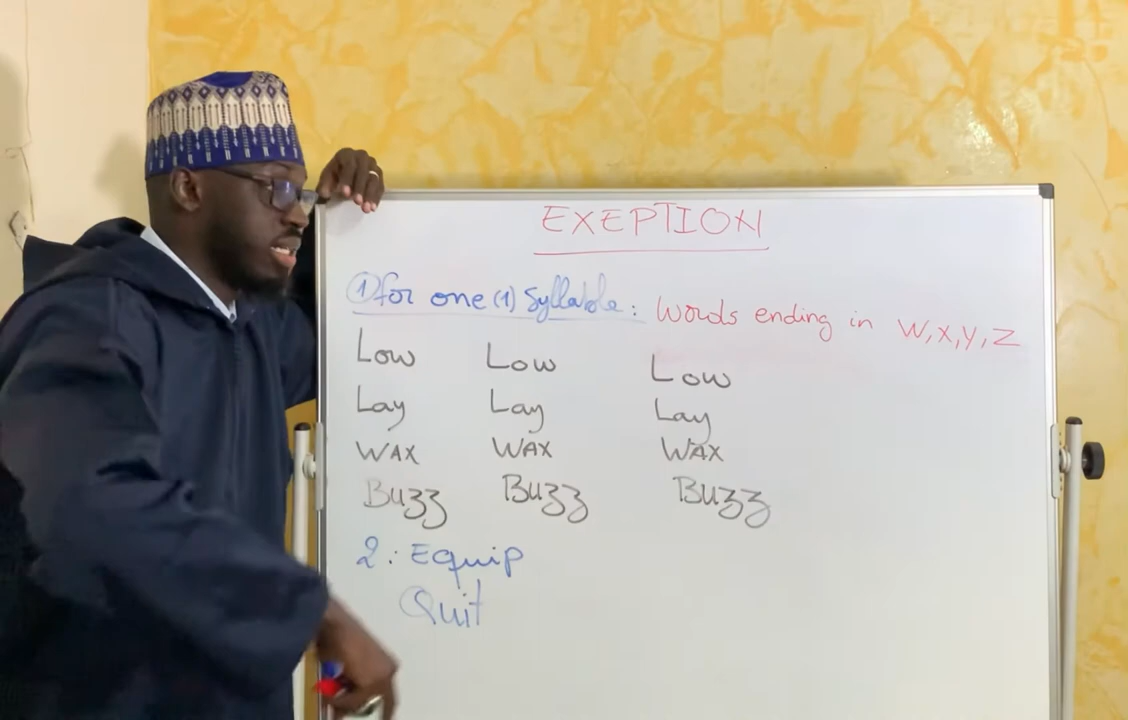 EXEPTION
① for one (1) Syllable : Words ending in W, X, Y, Z
Low Low Low
Lay Lay Lay
WAX WAX WAX
Buzz Buzz Buzz
2 : Equip
Quit